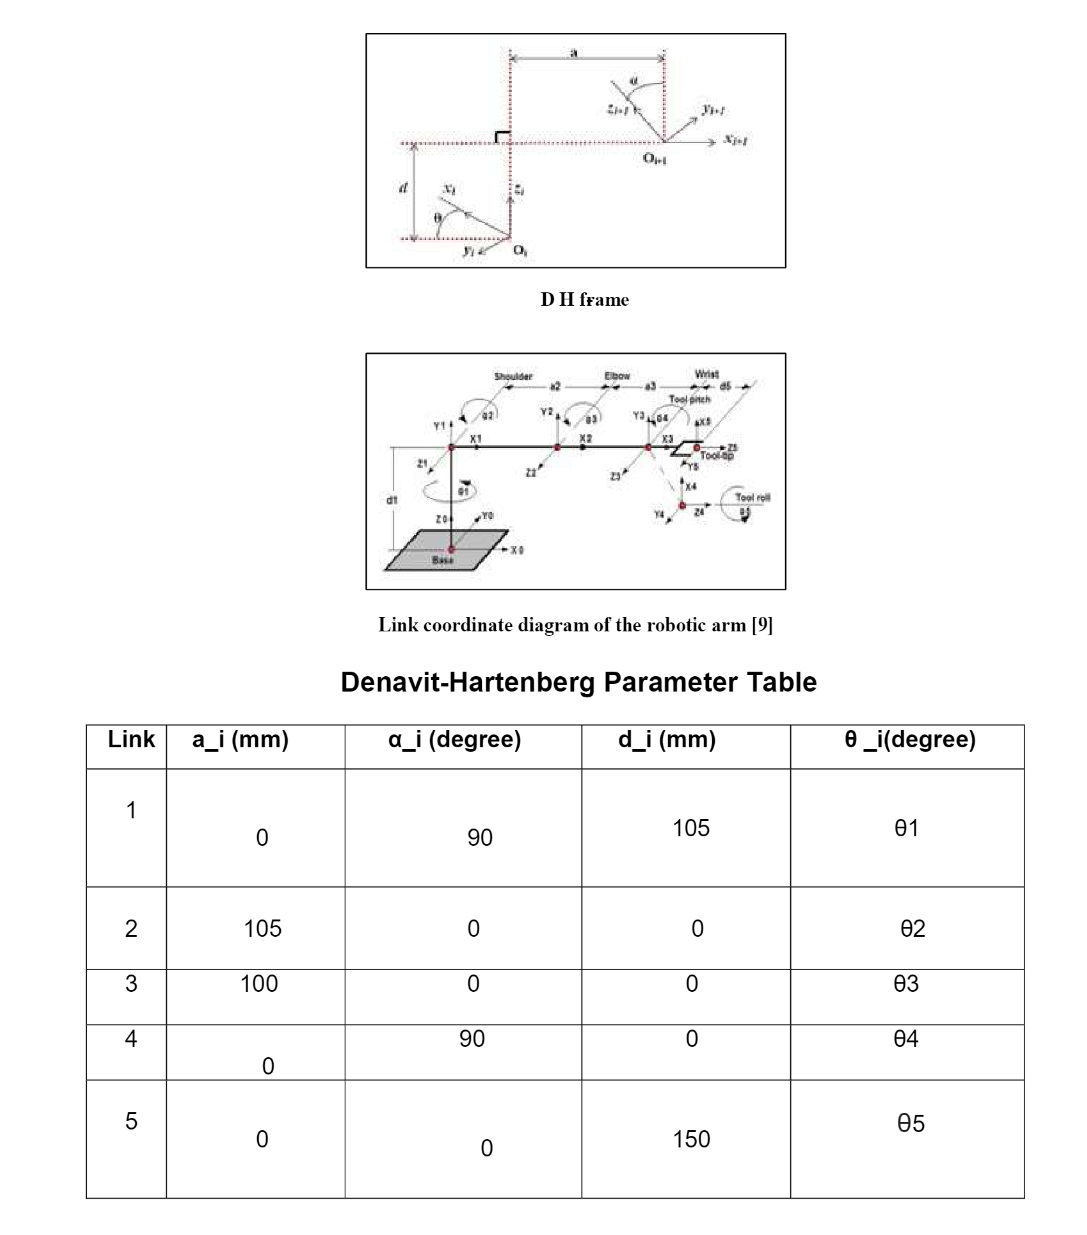 a
α
z_{i+1}
y_{i+1}
x_{i+1}
O_{i+1}
d
x_i
z_i
θ
y_i
O_i
D H frame
Shoulder
Elbow
Wrist
a2
a3
d5
Tool pitch
θ2
θ3
θ4
Y1
Y2
Y3
X5
X1
X2
X3
Z5
Tool-tip
Y5
Z1
Z2
Z3
d1
θ1
X4
Tool roll
Z0
Y0
Y4
Z4
θ5
X0
Base
Link coordinate diagram of the robotic arm [9]
Denavit-Hartenberg Parameter Table
Link a_i (mm) α_i (degree) d_i (mm) θ _i(degree)
1 0 90 105 θ1
2 105 0 0 θ2
3 100 0 0 θ3
4 0 90 0 θ4
5 0 0 150 θ5